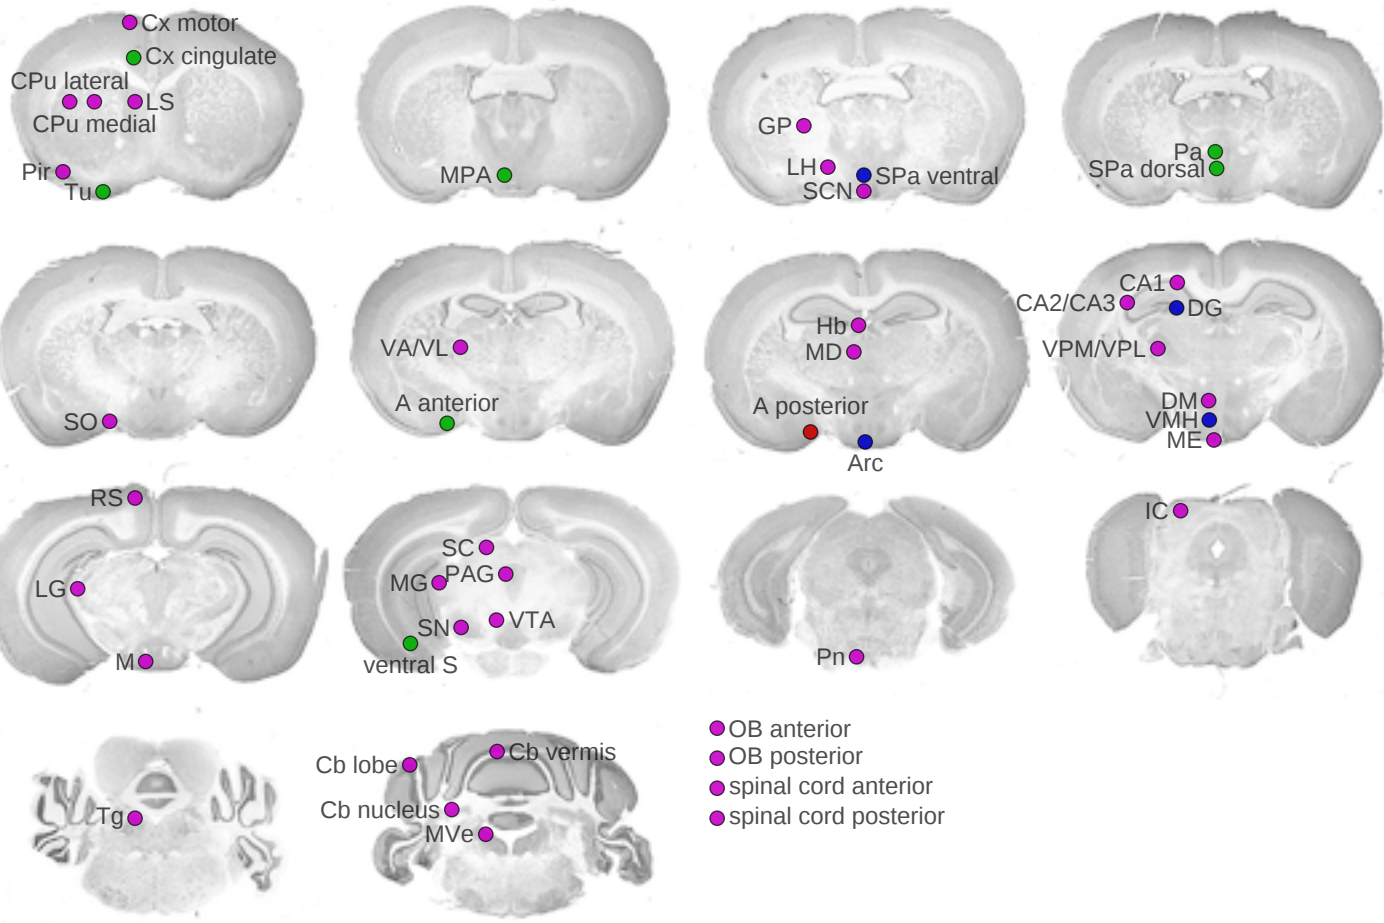 Cx motor
Cx cingulate
CPu lateral
LS
CPu medial
Pir
Tu
MPA
GP
LH
SPa ventral
SCN
Pa
SPa dorsal
SO
VA/VL
A anterior
Hb
MD
A posterior
Arc
CA1
CA2/CA3
DG
VPM/VPL
DM
VMH
ME
RS
LG
M
SC
PAG
MG
VTA
SN
ventral S
Pn
IC
Tg
Cb lobe
Cb vermis
Cb nucleus
MVe
OB anterior
OB posterior
spinal cord anterior
spinal cord posterior